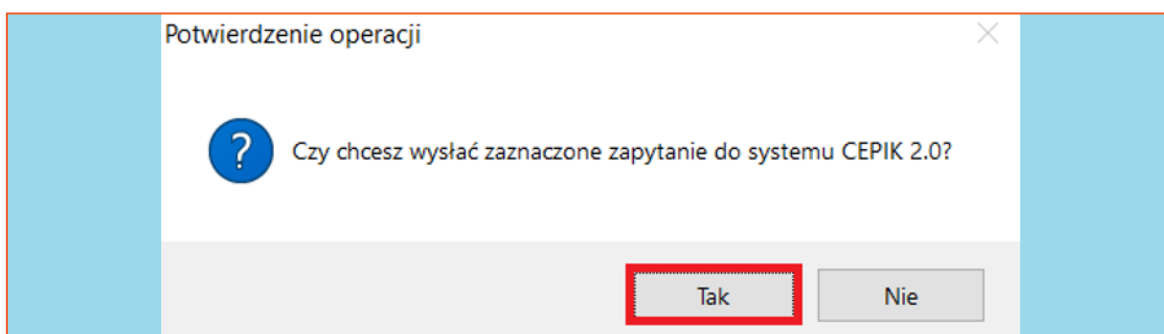 Potwierdzenie operacji
?
Czy chcesz wysłać zaznaczone zapytanie do systemu CEPIK 2.0?
Tak
Nie